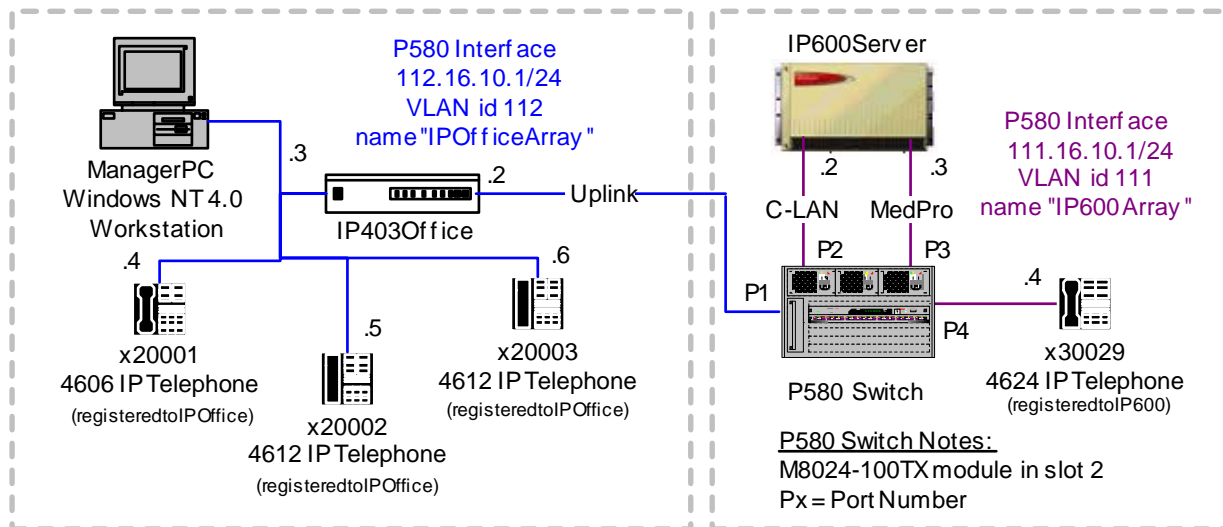 P580 Interface
112.16.10.1/24
VLAN id 112
name "IPOfficeArray"
ManagerPC
Windows NT 4.0
Workstation
.3
IP403Office
.2
Uplink
.4
x20001
4606 IP Telephone
(registeredtoIPOffice)
.5
x20002
4612 IP Telephone
(registeredtoIPOffice)
.6
x20003
4612 IP Telephone
(registeredtoIPOffice)
IP600Server
.2
.3
C-LAN
MedPro
P580 Interface
111.16.10.1/24
VLAN id 111
name "IP600Array"
P2
P3
P1
P4
.4
P580 Switch
x30029
4624 IP Telephone
(registeredtoIP600)
P580 Switch Notes:
M8024-100TX module in slot 2
Px = Port Number